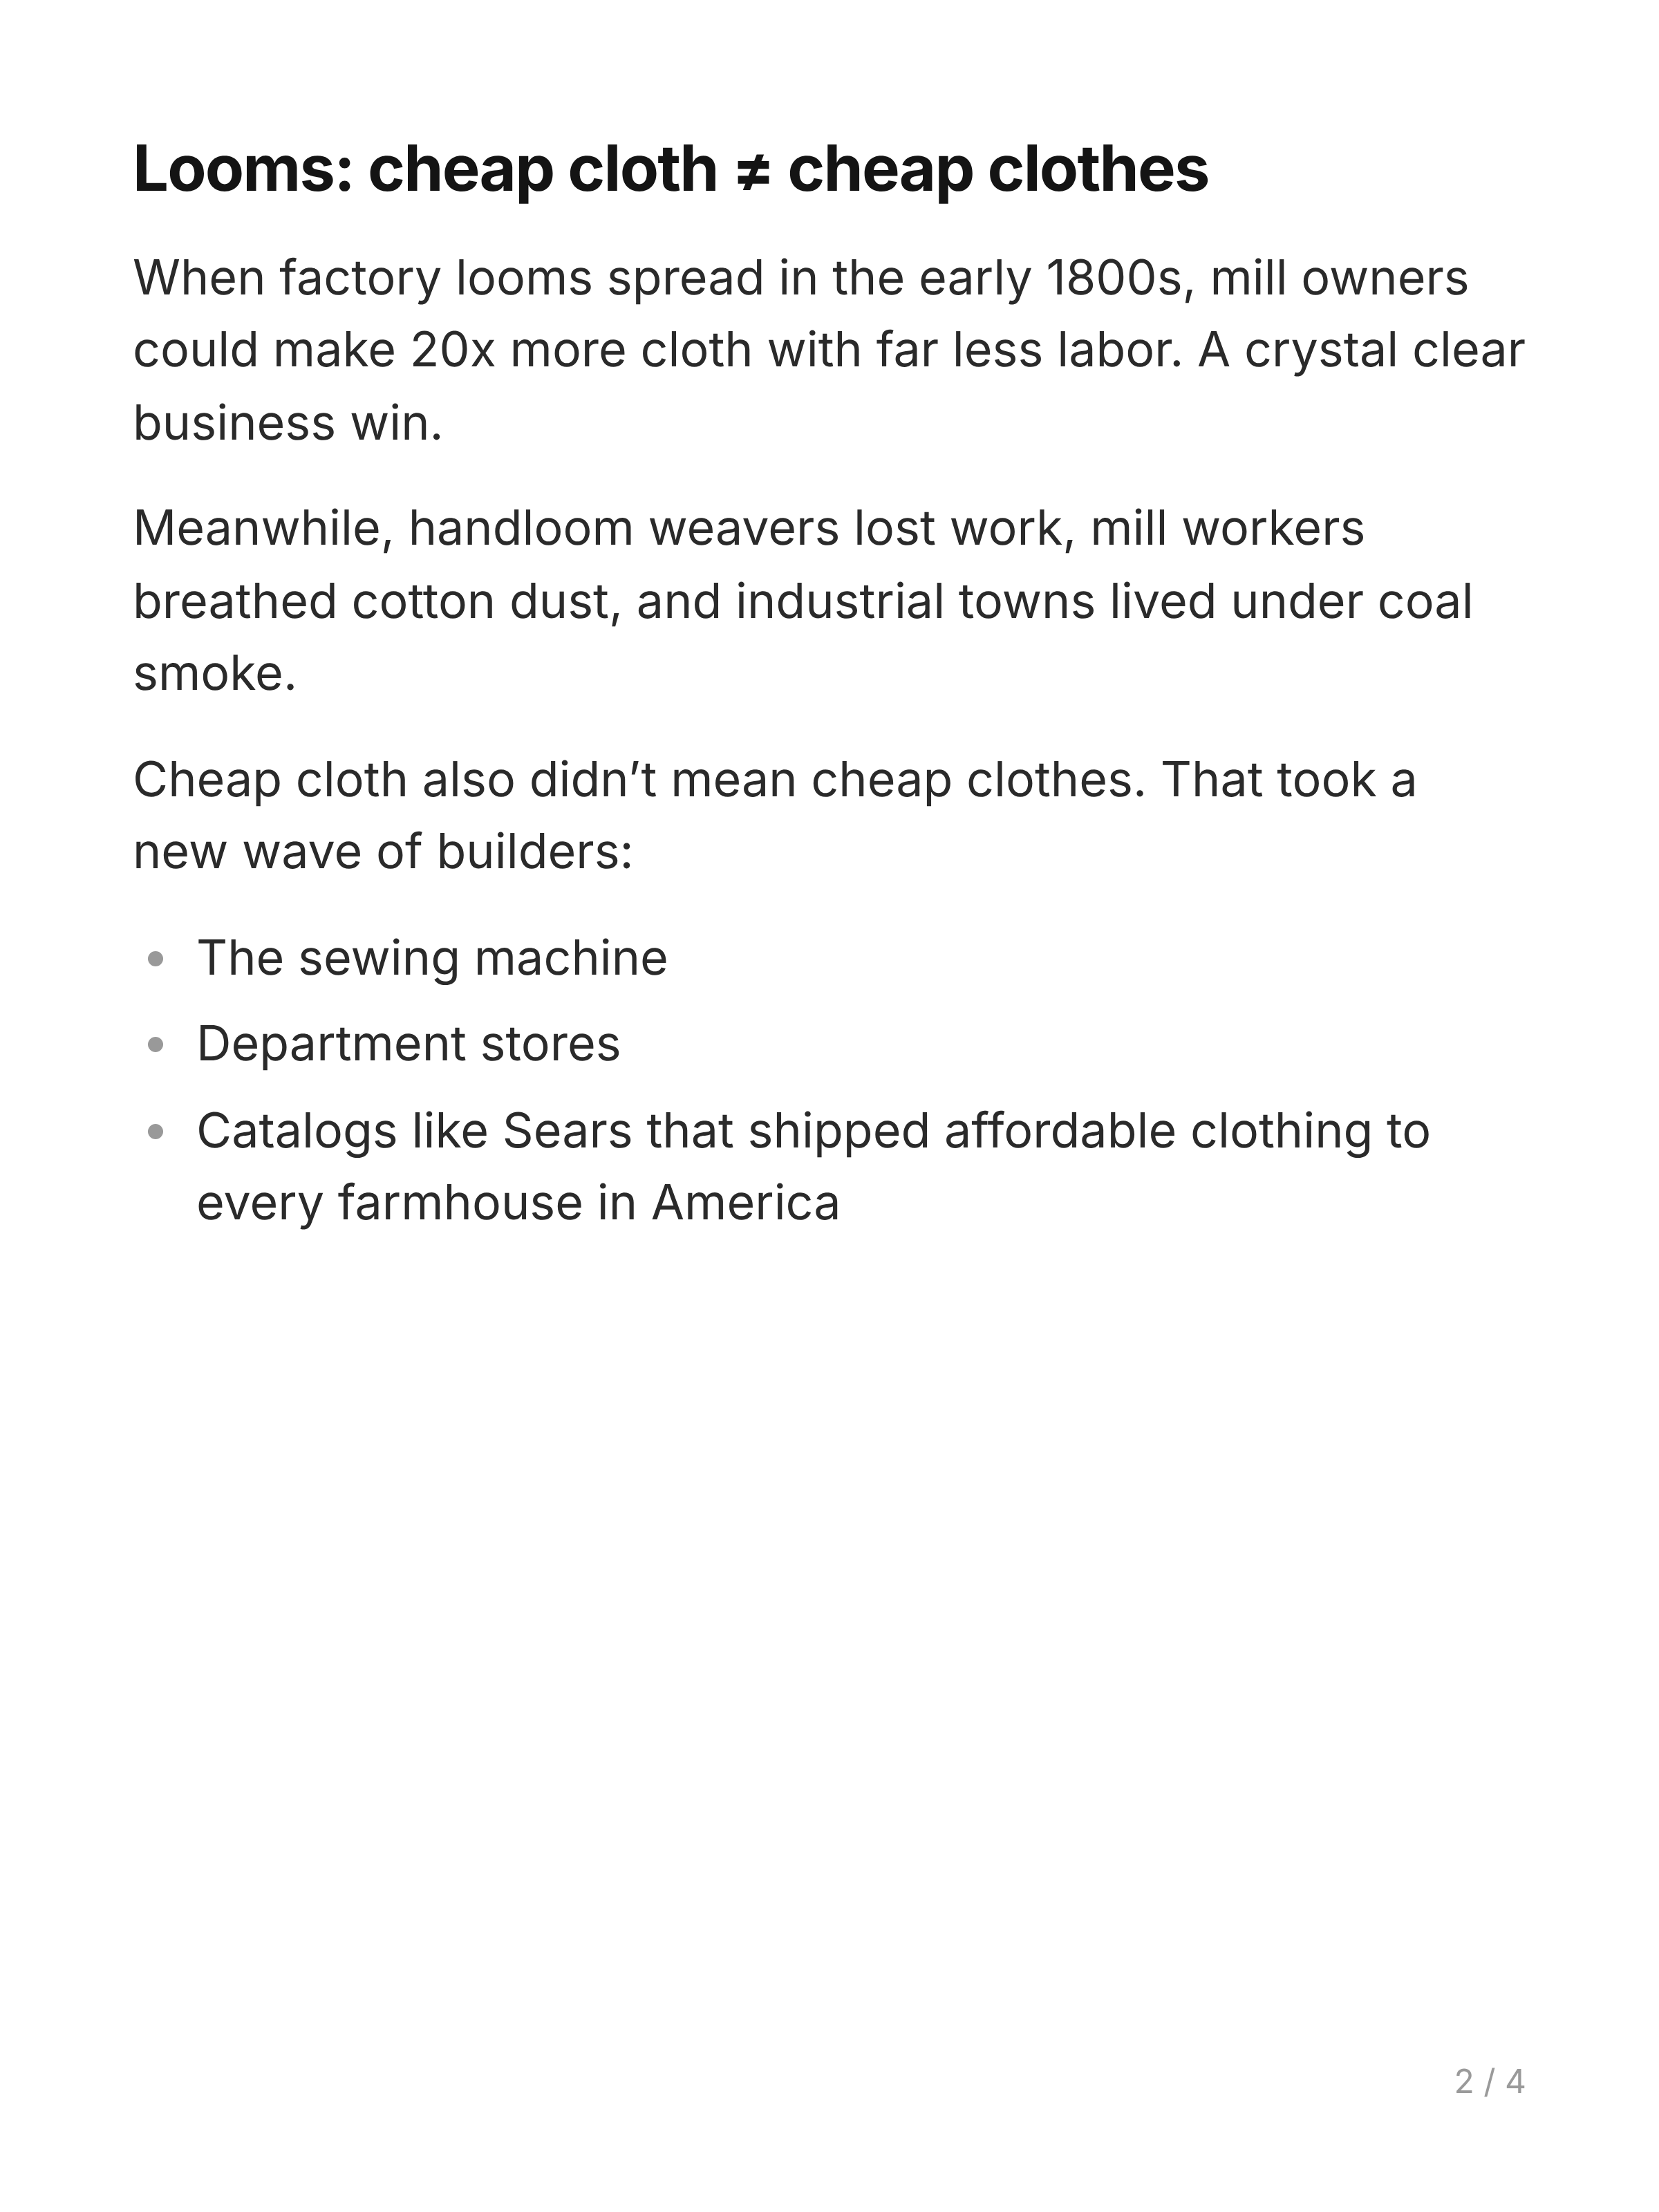 Looms: cheap cloth ≠ cheap clothes
When factory looms spread in the early 1800s, mill owners
could make 20x more cloth with far less labor. A crystal clear
business win.
Meanwhile, handloom weavers lost work, mill workers
breathed cotton dust, and industrial towns lived under coal
smoke.
Cheap cloth also didn’t mean cheap clothes. That took a
new wave of builders:
• The sewing machine
• Department stores
• Catalogs like Sears that shipped affordable clothing to
every farmhouse in America
2 / 4